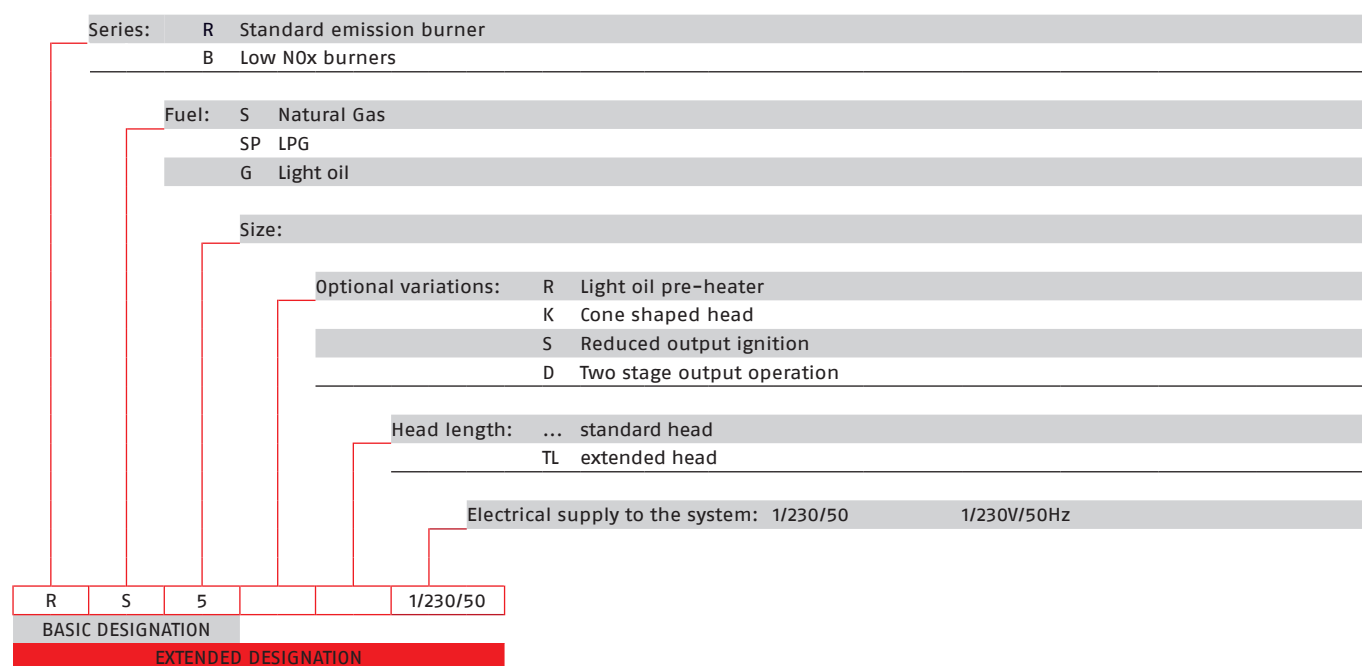 Series: R Standard emission burner
B Low NOx burners
Fuel: S Natural Gas
SP LPG
G Light oil
Size:
Optional variations: R Light oil pre-heater
K Cone shaped head
S Reduced output ignition
D Two stage output operation
Head length: ... standard head
TL extended head
Electrical supply to the system: 1/230/50 1/230V/50Hz
R S 5 1/230/50
BASIC DESIGNATION
EXTENDED DESIGNATION